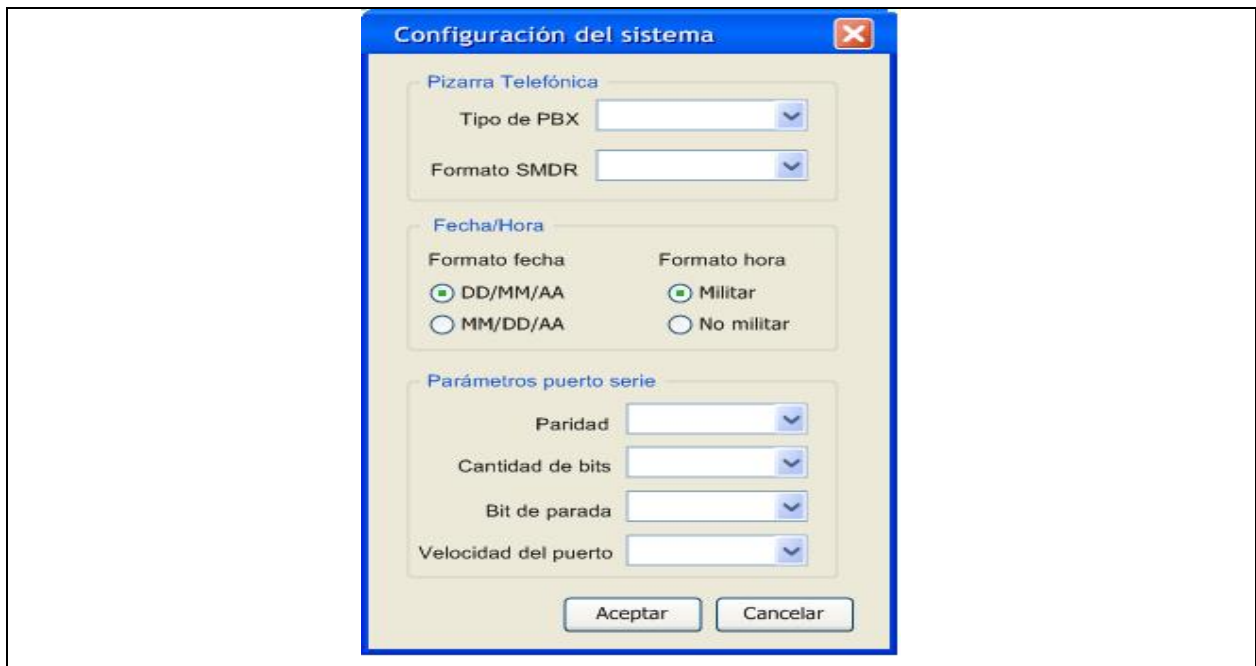 Configuración del sistema
Pizarra Telefónica
Tipo de PBX
Formato SMDR
Fecha/Hora
Formato fecha Formato hora
DD/MM/AA Militar
MM/DD/AA No militar
Parámetros puerto serie
Paridad
Cantidad de bits
Bit de parada
Velocidad del puerto
Aceptar Cancelar